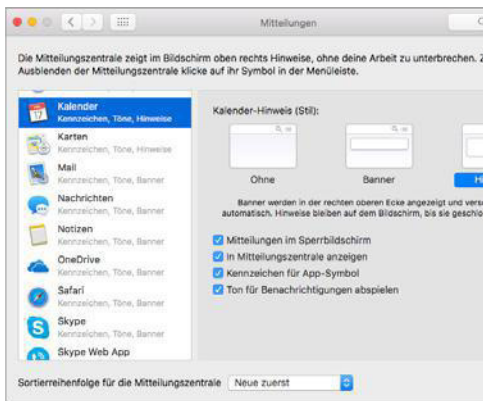 Mitteilungen
Die Mitteilungszentrale zeigt im Bildschirm oben rechts Hinweise, ohne deine Arbeit zu unterbrechen.
Ausblenden der Mitteilungszentrale klicke auf ihr Symbol in der Menüleiste.
Kalender
Kennzeichen, Töne, Hinweise
Karten
Kennzeichen, Töne, Hinweise
Mail
Kennzeichen, Töne, Banner
Nachrichten
Kennzeichen, Töne, Banner
Notizen
Kennzeichen, Töne, Banner
OneDrive
Kennzeichen, Töne, Banner
Safari
Kennzeichen, Töne, Banner
Skype
Kennzeichen, Töne, Banner
Skype Web App
Kalender-Hinweis (Stil):
Ohne
Banner
Banner werden in der rechten oberen Ecke angezeigt und
automatisch. Hinweise bleiben auf dem Bildschirm, bis sie
Mitteilungen im Sperrbildschirm
In Mitteilungszentrale anzeigen
Kennzeichen für App-Symbol
Ton für Benachrichtigungen abspielen
Sortierreihenfolge für die Mitteilungszentrale
Neue zuerst